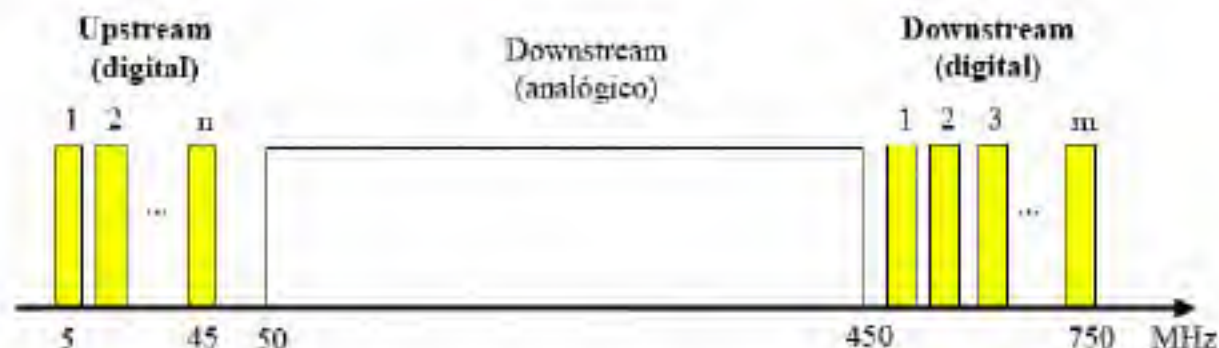 Upstream
(digital)
Downstream
(analógico)
Downstream
(digital)
1 2 n
1 2 3 m
...
...
5 45 50 450 750 MHz